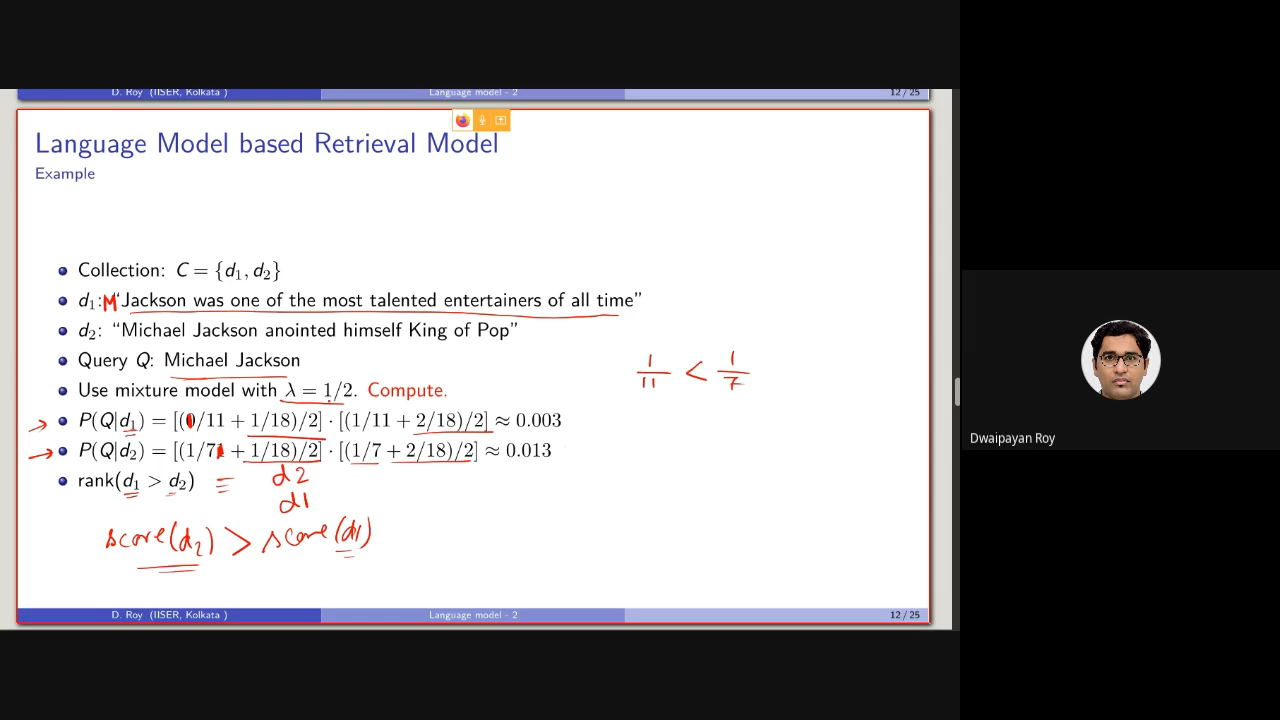 D. Roy (IISER, Kolkata) Language model - 2 12 / 25
Language Model based Retrieval Model
Example
Collection: C = {d₁, d₂}
d₁: M "Jackson was one of the most talented entertainers of all time"
d₂: "Michael Jackson anointed himself King of Pop"
Query Q: Michael Jackson
1/11 < 1/7
Use mixture model with λ = 1/2. Compute.
→ P(Q|d₁) = [(0/11 + 1/18)/2] · [(1/11 + 2/18)/2] ≈ 0.003
→ P(Q|d₂) = [(1/7 + 1/18)/2] · [(1/7 + 2/18)/2] ≈ 0.013
rank(d₁ > d₂) ≡ d2
d1
score(d₂) > score(d1)
D. Roy (IISER, Kolkata ) Language model - 2 12 / 25
Dwaipayan Roy